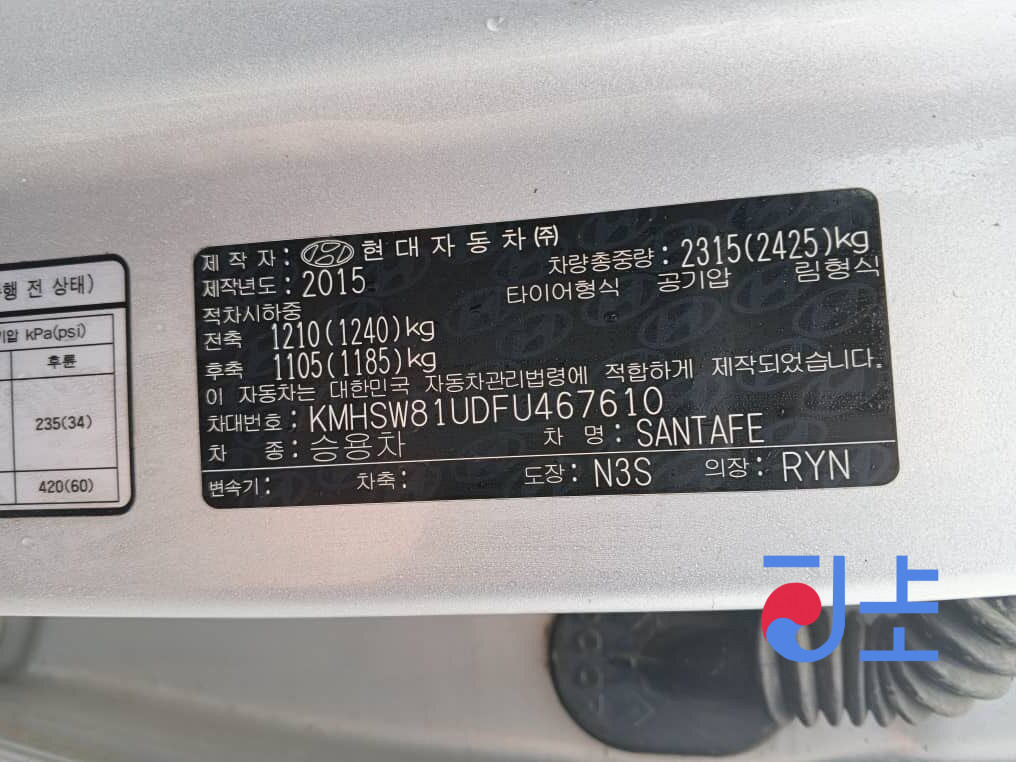 제 작 자 : 현 대 자 동 차 ㈜
차량총중량 : 2315(2425)kg
제작년도 : 2015
타이어형식 공기압 림형식
적차시하중
전축 1210(1240)kg
후축 1105(1185)kg
이 자동차는 대한민국 자동차관리법령에 적합하게 제작되었습니다.
차대번호 : KMHSW81UDFU467610
차 종 : 승용차 차 명 : SANTAFE
변속기 : 차축 : 도장 : N3S 의장 : RYN
행 전 상태)
kPa(psi)
후륜
235(34)
420(60)